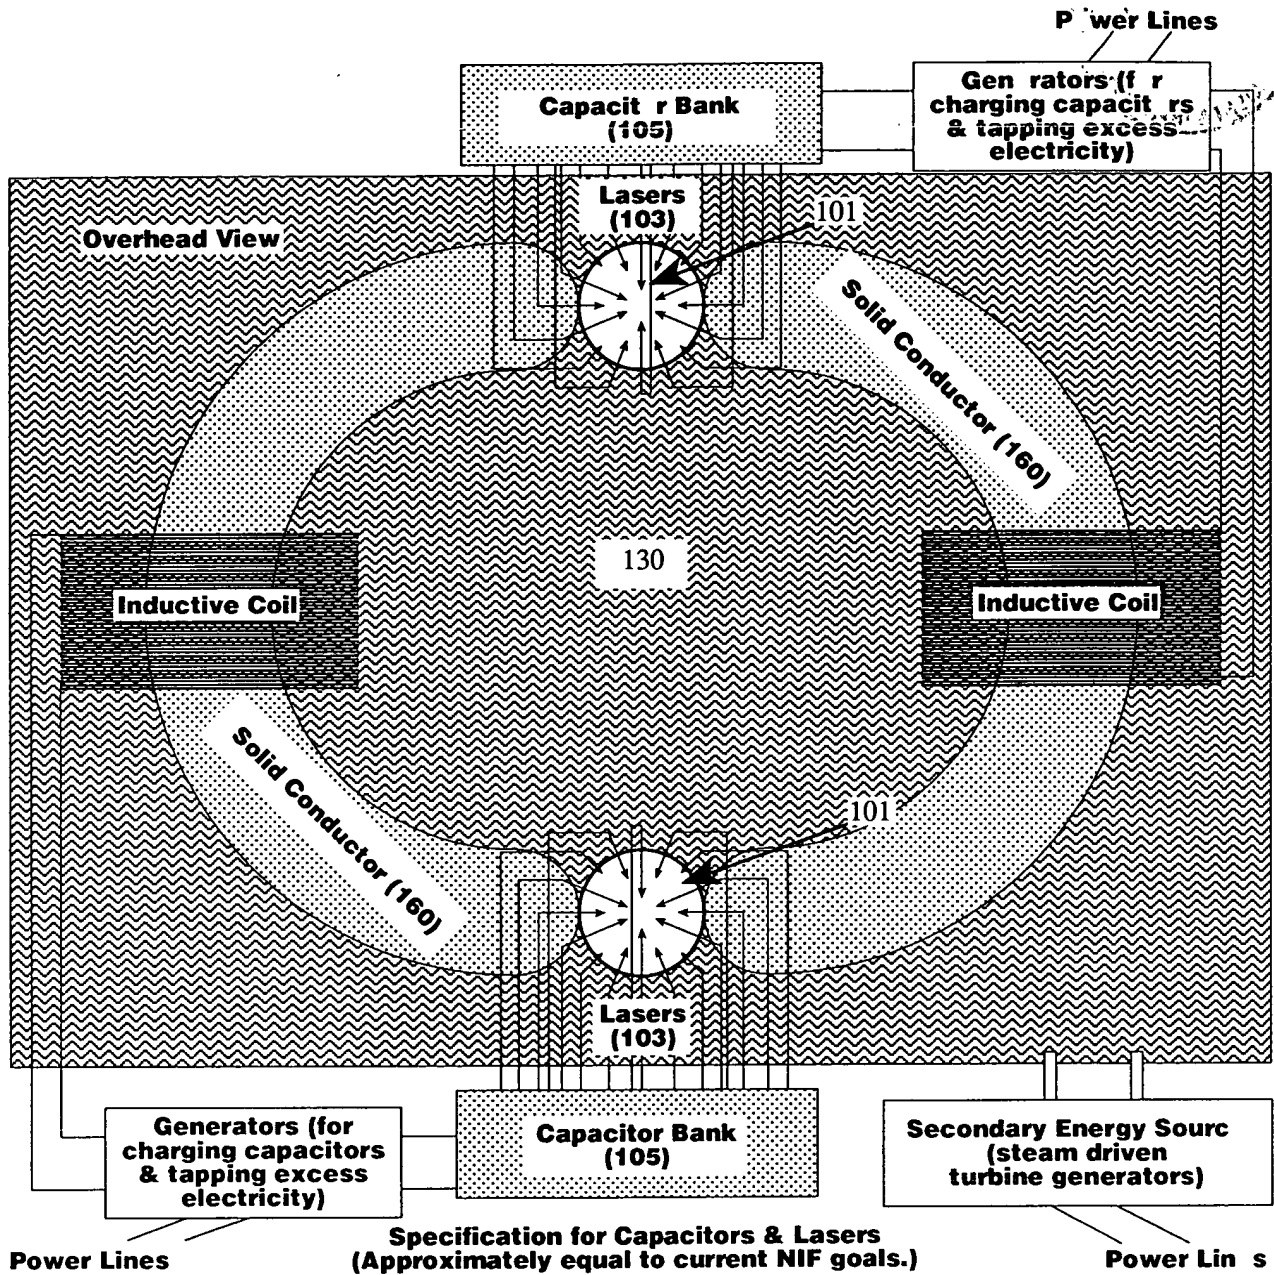 P wer Lines
Capacit r Bank
(105)
Gen rators (f r
charging capacit rs
& tapping excess
electricity)
Lasers
(103)
101
Overhead View
Solid Conductor (160)
130
Inductive Coil
Inductive Coil
Solid Conductor (160)
101
Lasers
(103)
Generators (for
charging capacitors
& tapping excess
electricity)
Capacitor Bank
(105)
Secondary Energy Sourc
(steam driven
turbine generators)
Specification for Capacitors & Lasers
(Approximately equal to current NIF goals.)
Power Lines
Power Lin s